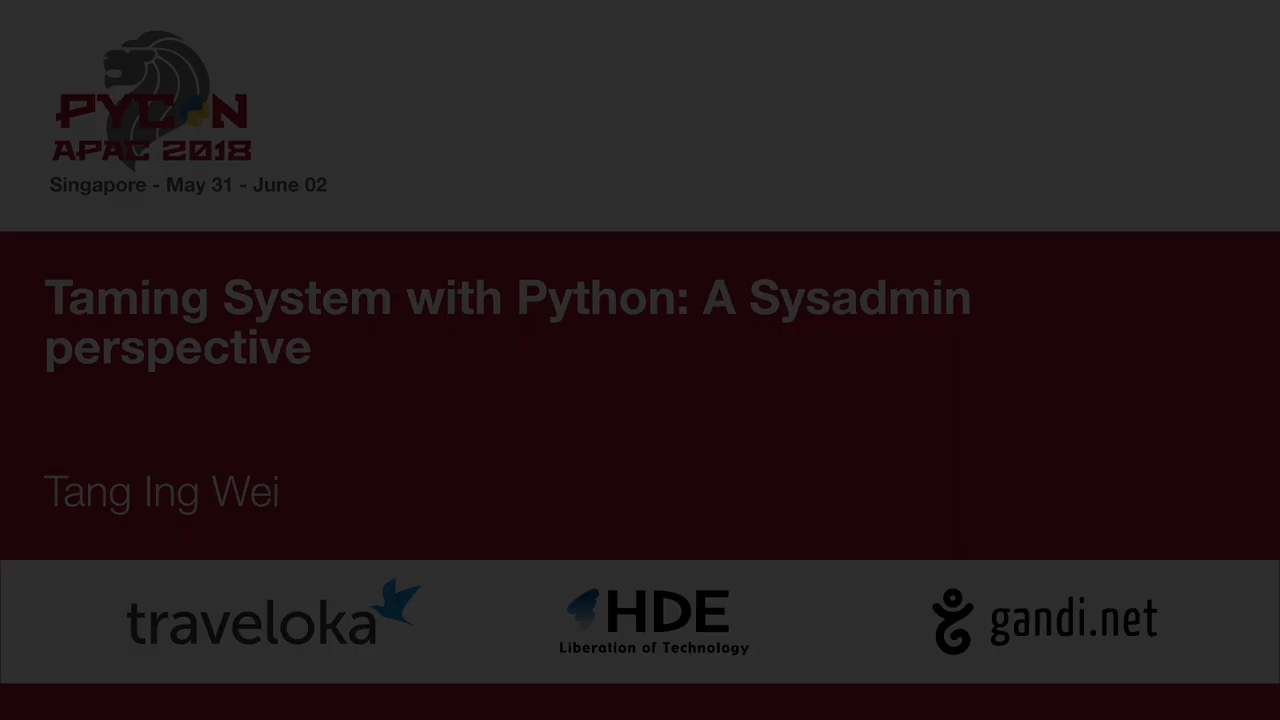 PYCON
APAC 2018
Singapore - May 31 - June 02
Taming System with Python: A Sysadmin
perspective
Tang Ing Wei
traveloka
HDE
Liberation of Technology
gandi.net